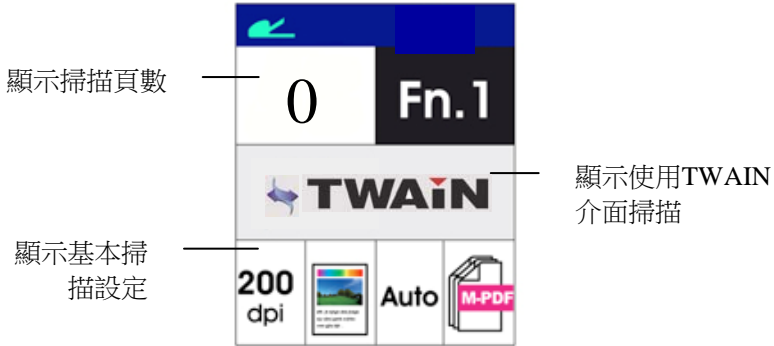 顯示掃描頁數
0
Fn.1
TWAiN
顯示使用TWAIN
介面掃描
顯示基本掃
描設定
200
dpi
Auto
M-PDF